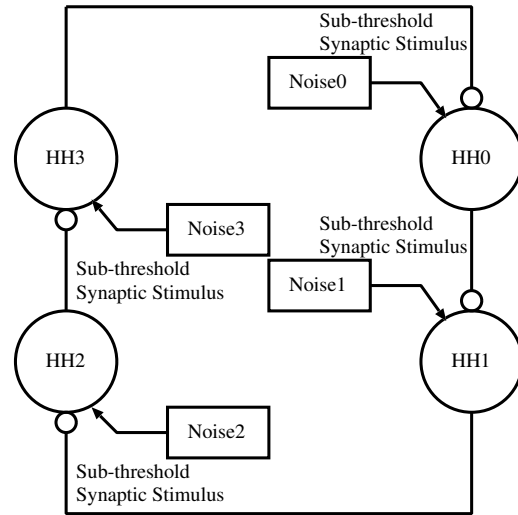 Sub-threshold
Synaptic Stimulus
Noise0
HH3
HH0
Noise3
Sub-threshold
Synaptic Stimulus
Sub-threshold
Synaptic Stimulus
Noise1
HH2
HH1
Noise2
Sub-threshold
Synaptic Stimulus